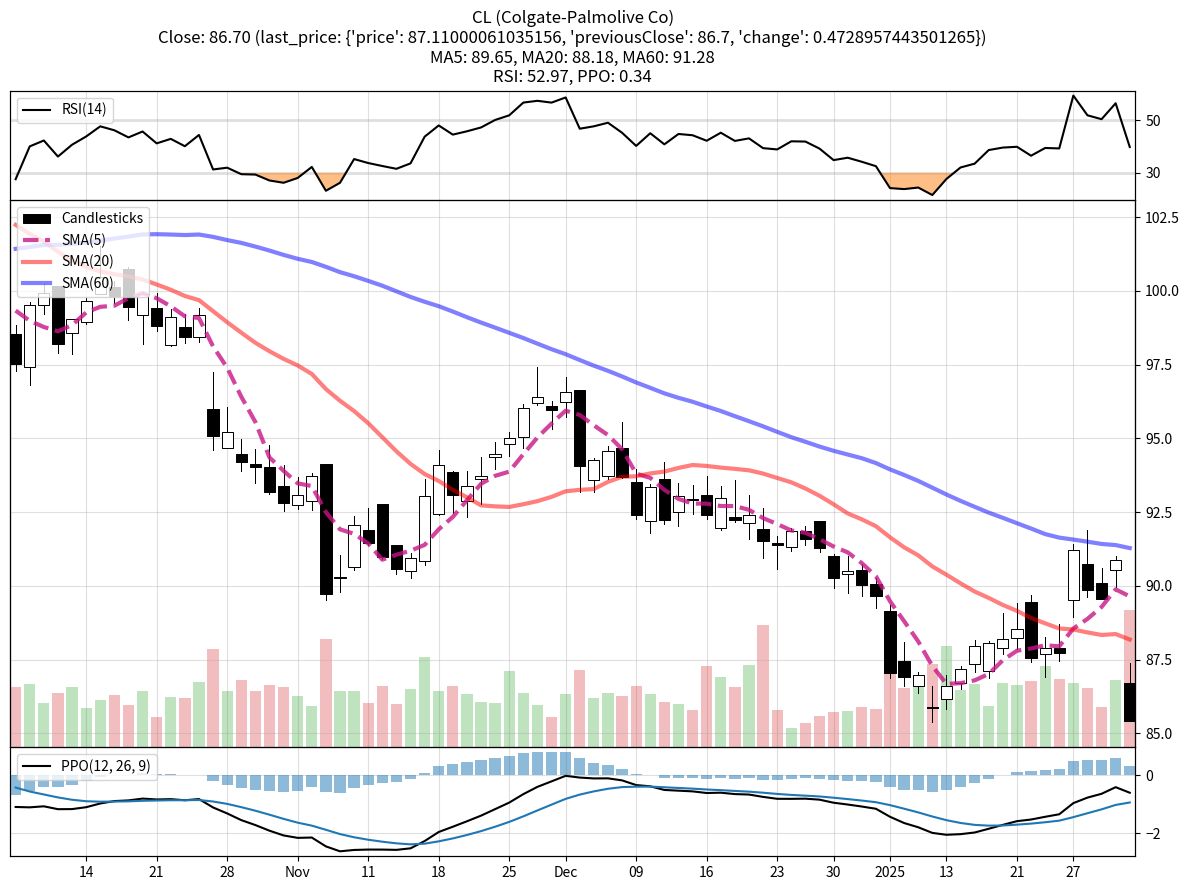 CL (Colgate-Palmolive Co)
Close: 86.70 (last_price: {'price': 87.11000061035156, 'previousClose': 86.7, 'change': 0.4728957443501265})
MA5: 89.65, MA20: 88.18, MA60: 91.28
RSI: 52.97, PPO: 0.34
RSI(14)
50
30
Candlesticks
SMA(5)
SMA(20)
SMA(60)
102.5
100.0
97.5
95.0
92.5
90.0
87.5
85.0
PPO(12, 26, 9)
0
−2
14 21 28 Nov 11 18 25 Dec 09 16 23 30 2025 13 21 27